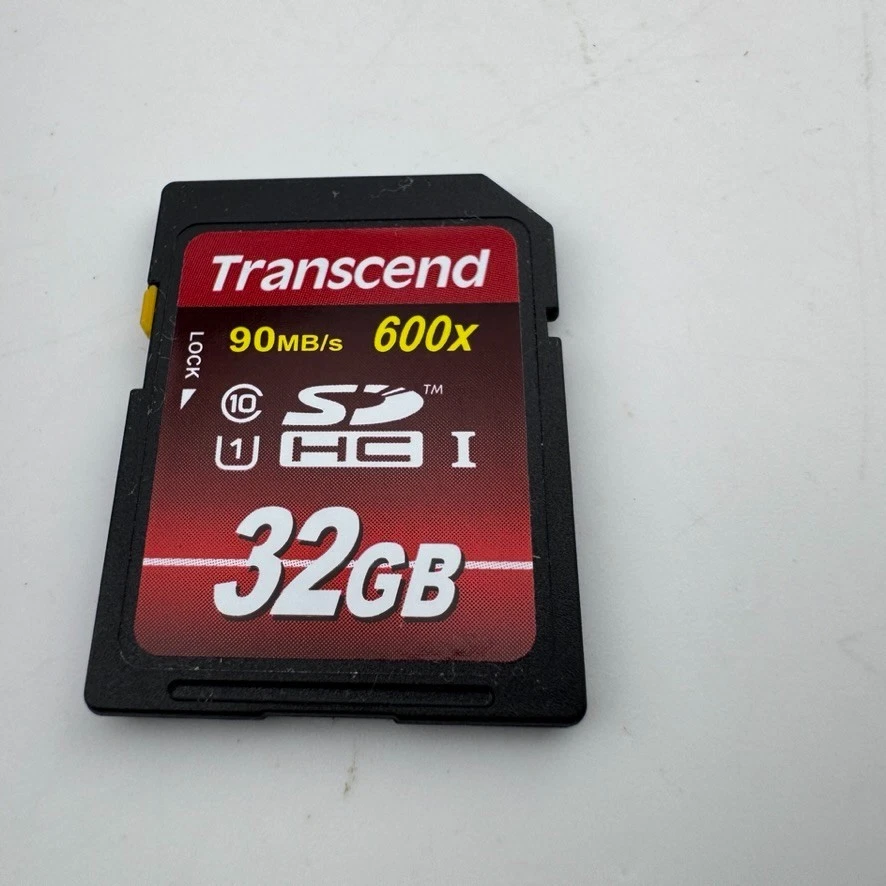 Transcend
90MB/s 600x
LOCK
10 SD™
1 HC I
32GB